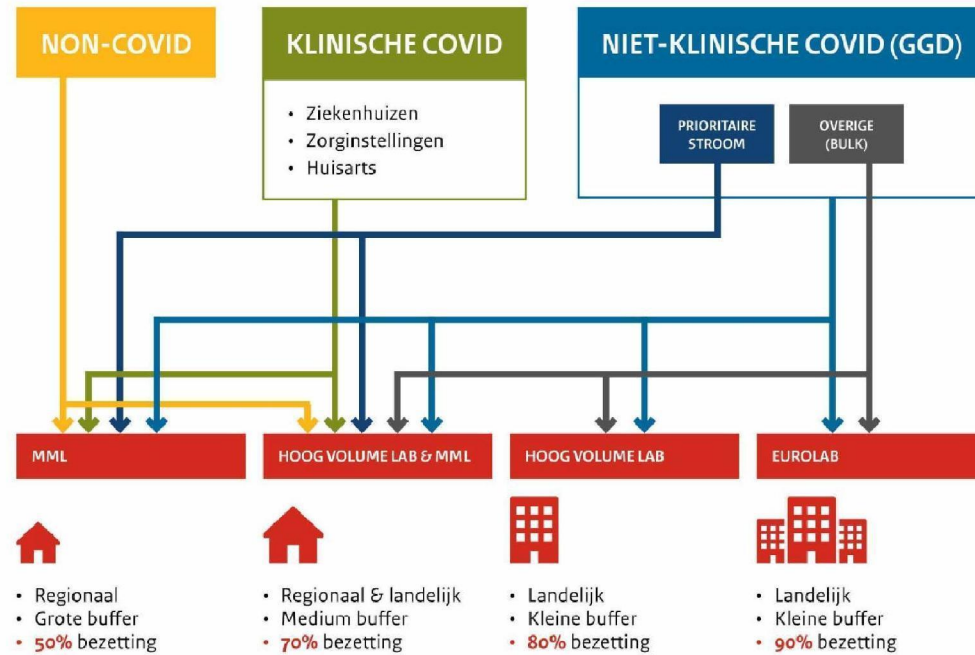 NON-COVID
KLINISCHE COVID
• Ziekenhuizen
• Zorginstellingen
• Huisarts
NIET-KLINISCHE COVID (GGD)
PRIORITAIRE
STROOM
OVERIGE
(BULK)
MML
• Regionaal
• Grote buffer
• 50% bezetting
HOOG VOLUME LAB & MML
• Regionaal & landelijk
• Medium buffer
• 70% bezetting
HOOG VOLUME LAB
• Landelijk
• Kleine buffer
• 80% bezetting
EUROLAB
• Landelijk
• Kleine buffer
• 90% bezetting